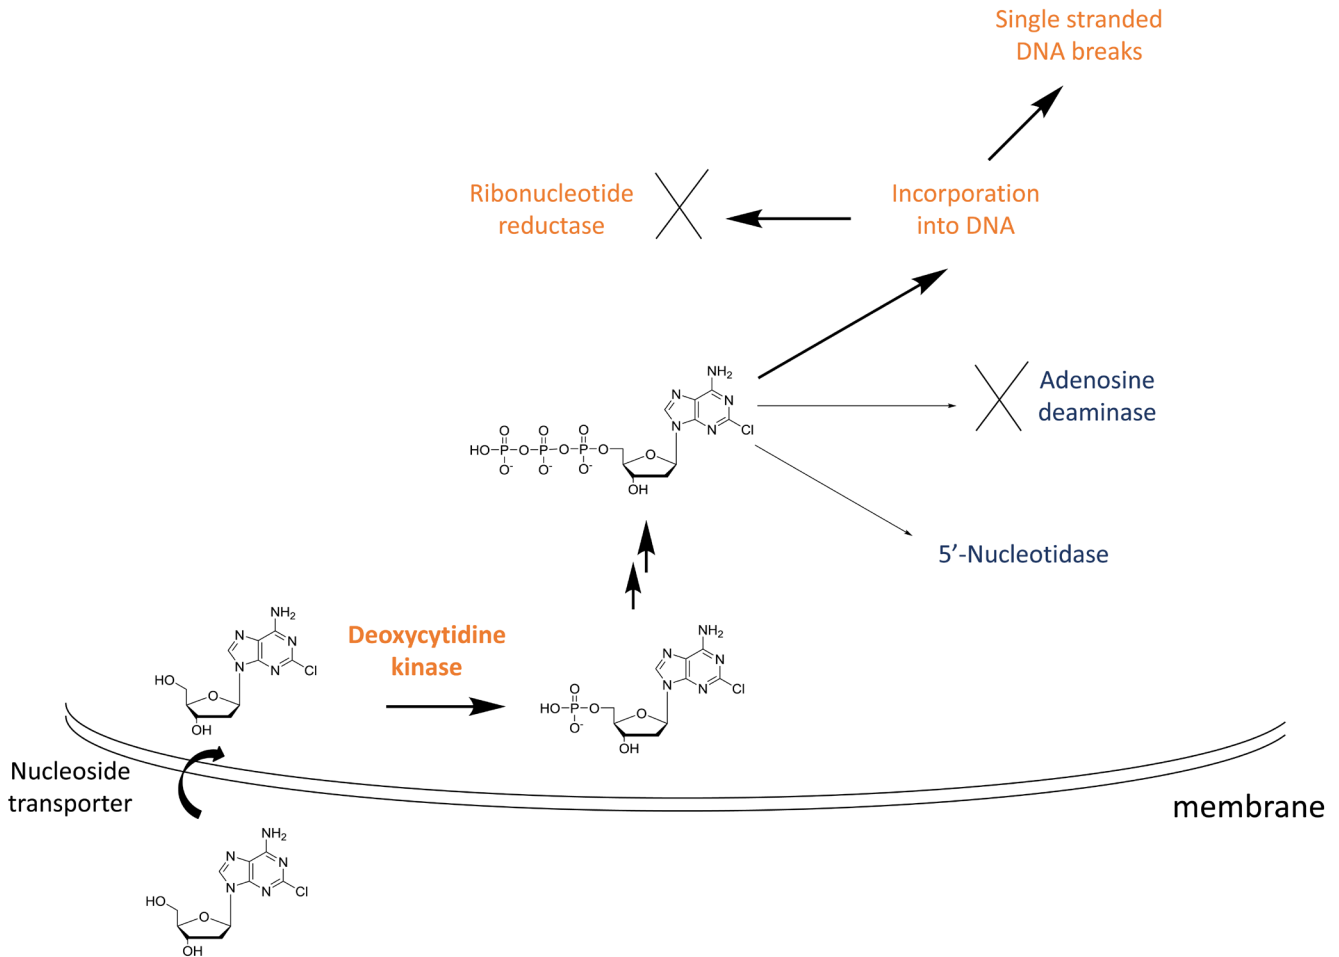 Single stranded
DNA breaks
Ribonucleotide
reductase
Incorporation
into DNA
NH2
N
N
N
N
Cl
O
O
O
HO
P
O
P
O
P
O
O
O-
O-
O-
OH
Adenosine
deaminase
5’-Nucleotidase
Deoxycytidine
kinase
NH2
N
N
N
N
Cl
HO
O
OH
NH2
N
N
N
N
Cl
O
HO
P
O
O
O-
OH
Nucleoside
transporter
membrane
NH2
N
N
N
N
Cl
HO
O
OH